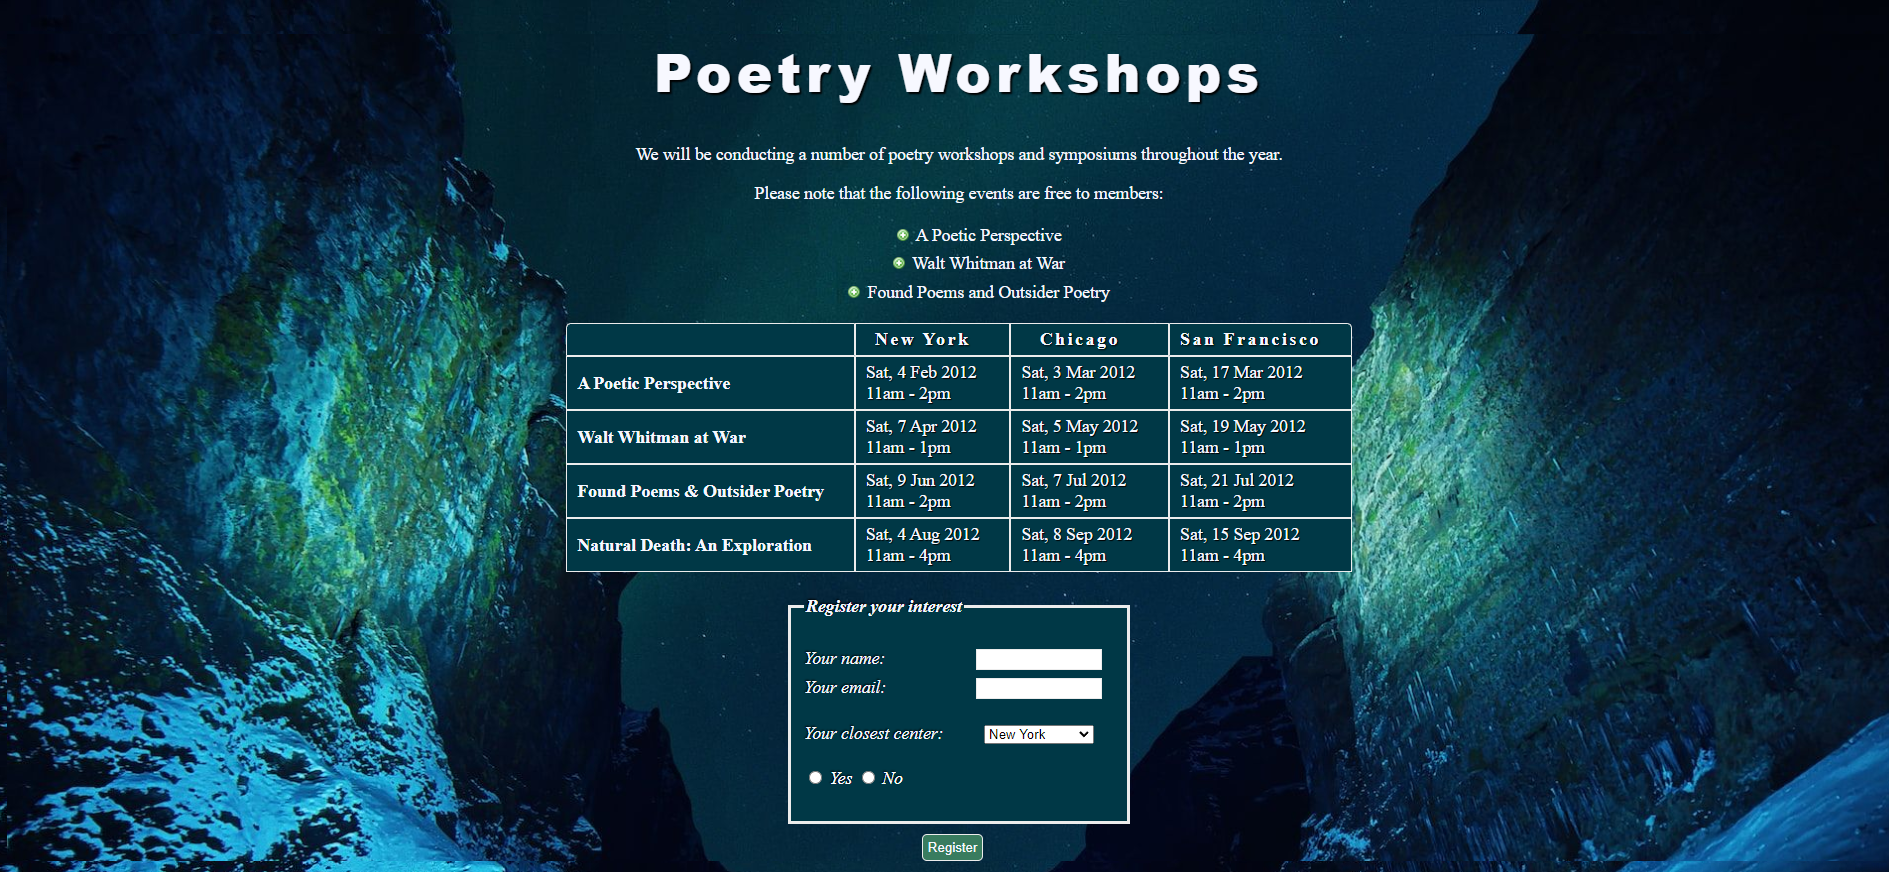 Poetry Workshops
We will be conducting a number of poetry workshops and symposiums throughout the year.
Please note that the following events are free to members:
A Poetic Perspective
Walt Whitman at War
Found Poems and Outsider Poetry
New York Chicago San Francisco
A Poetic Perspective
Sat, 4 Feb 2012
11am - 2pm
Sat, 3 Mar 2012
11am - 2pm
Sat, 17 Mar 2012
11am - 2pm
Walt Whitman at War
Sat, 7 Apr 2012
11am - 1pm
Sat, 5 May 2012
11am - 1pm
Sat, 19 May 2012
11am - 1pm
Found Poems & Outsider Poetry
Sat, 9 Jun 2012
11am - 2pm
Sat, 7 Jul 2012
11am - 2pm
Sat, 21 Jul 2012
11am - 2pm
Natural Death: An Exploration
Sat, 4 Aug 2012
11am - 4pm
Sat, 8 Sep 2012
11am - 4pm
Sat, 15 Sep 2012
11am - 4pm
Register your interest
Your name:
Your email:
Your closest center: New York
Yes No
Register